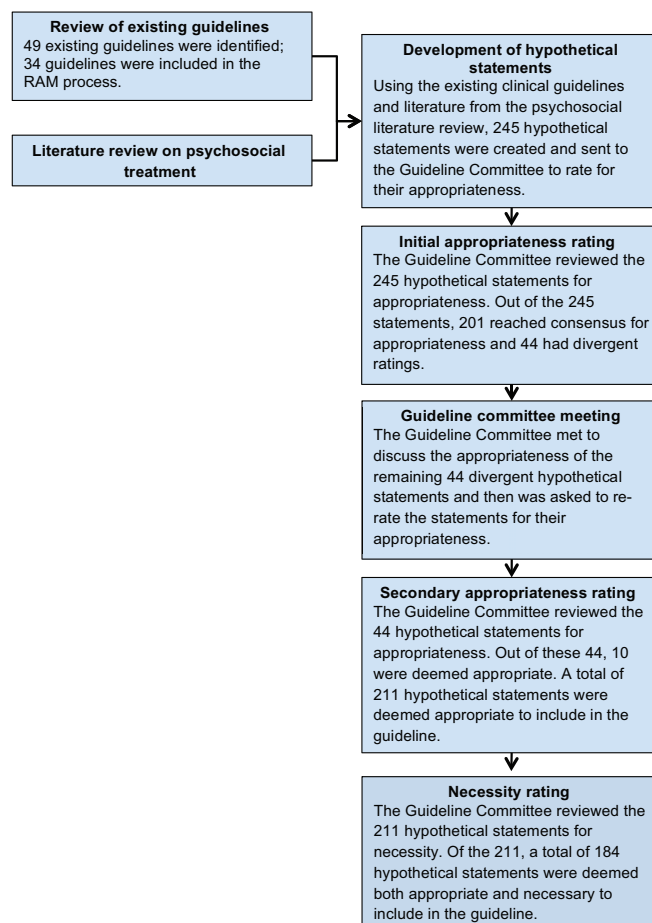 Review of existing guidelines
49 existing guidelines were identified;
34 guidelines were included in the
RAM process.
Literature review on psychosocial
treatment
Development of hypothetical
statements
Using the existing clinical guidelines
and literature from the psychosocial
literature review, 245 hypothetical
statements were created and sent to
the Guideline Committee to rate for
their appropriateness.
Initial appropriateness rating
The Guideline Committee reviewed the
245 hypothetical statements for
appropriateness. Out of the 245
statements, 201 reached consensus for
appropriateness and 44 had divergent
ratings.
Guideline committee meeting
The Guideline Committee met to
discuss the appropriateness of the
remaining 44 divergent hypothetical
statements and then was asked to re-
rate the statements for their
appropriateness.
Secondary appropriateness rating
The Guideline Committee reviewed the
44 hypothetical statements for
appropriateness. Out of these 44, 10
were deemed appropriate. A total of
211 hypothetical statements were
deemed appropriate to include in the
guideline.
Necessity rating
The Guideline Committee reviewed the
211 hypothetical statements for
necessity. Of the 211, a total of 184
hypothetical statements were deemed
both appropriate and necessary to
include in the guideline.